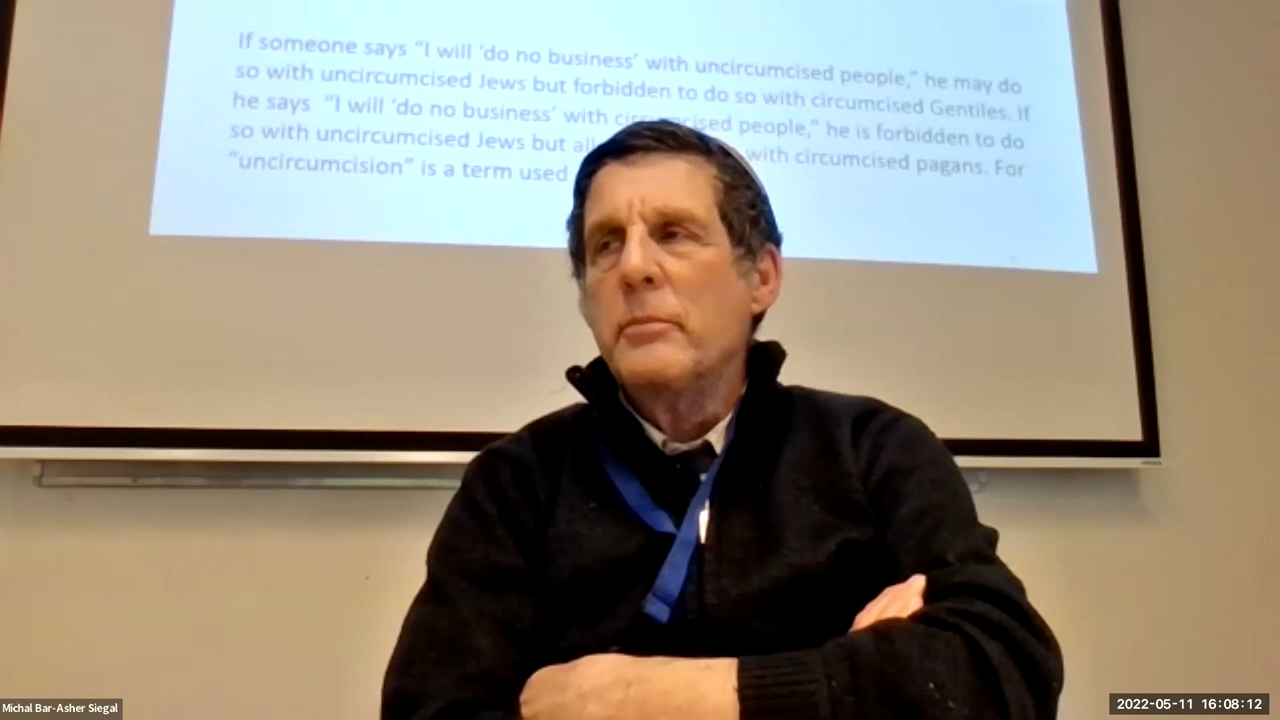 If someone says “I will ‘do no business’ with uncircumcised people,” he may do
so with uncircumcised Jews but forbidden to do so with circumcised Gentiles. If
he says “I will ‘do no business’ with circumcised people,” he is forbidden to do
so with uncircumcised Jews but with circumcised pagans. For
“uncircumcision” is a term used
Michal Bar-Asher Siegal
2022-05-11 16:08:12